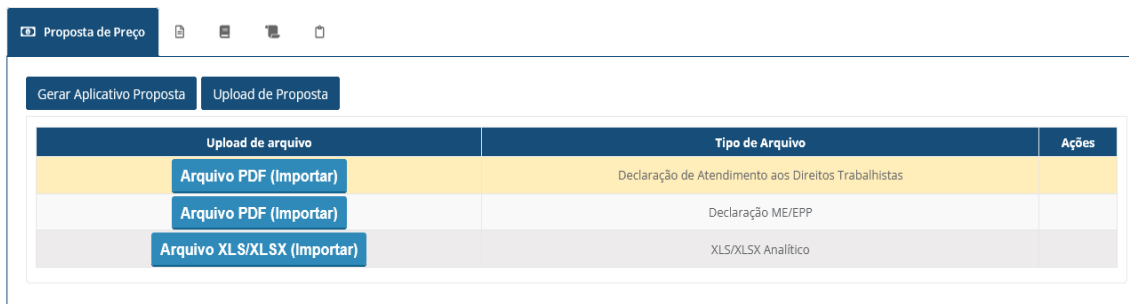 Proposta de Preço
Gerar Aplicativo Proposta Upload de Proposta
Upload de arquivo Tipo de Arquivo Ações
Arquivo PDF (Importar) Declaração de Atendimento aos Direitos Trabalhistas
Arquivo PDF (Importar) Declaração ME/EPP
Arquivo XLS/XLSX (Importar) XLS/XLSX Analítico